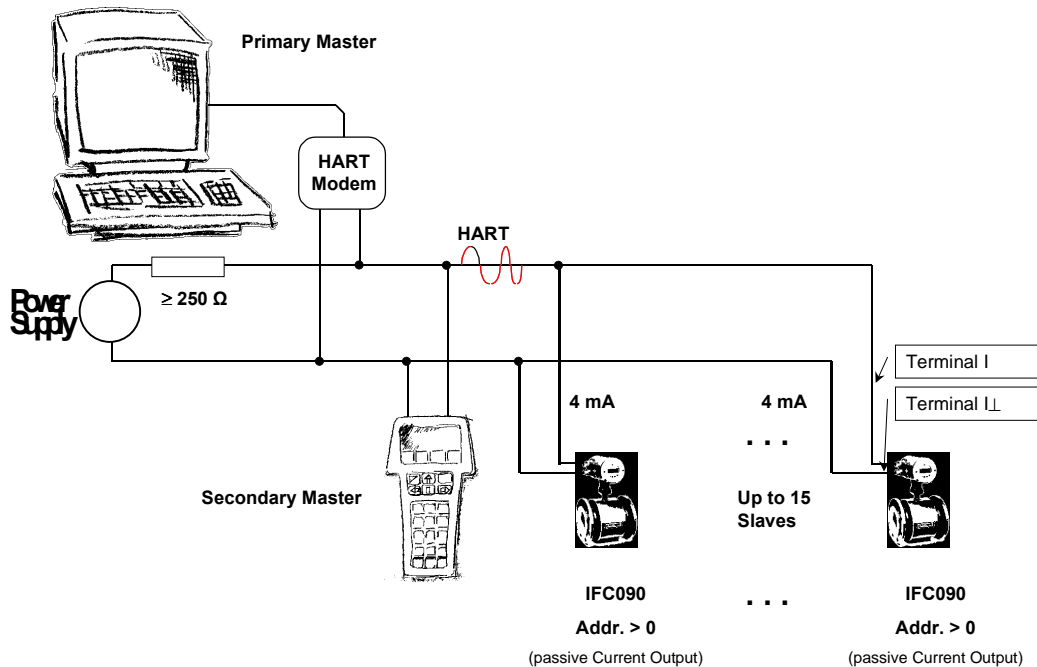 Primary Master
HART
Modem
HART
≥ 250 Ω
Power
Supply
Terminal I
Terminal I⊥
4 mA
4 mA
. . .
Secondary Master
Up to 15
Slaves
IFC090
. . .
IFC090
Addr. > 0
Addr. > 0
(passive Current Output)
(passive Current Output)